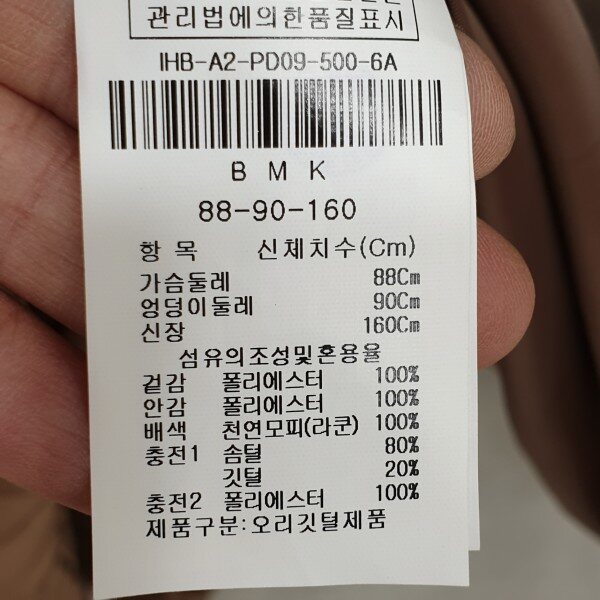 관리법에의한품질표시
IHB-A2-PD09-500-6A
B M K
88-90-160
항 목 신체치수(Cm)
가슴둘레 88Cm
엉덩이둘레 90Cm
신장 160Cm
섬유의조성및혼용율
겉감 폴리에스터 100%
안감 폴리에스터 100%
배색 천연모피(라쿤) 100%
충전1 솜털 80%
깃털 20%
충전2 폴리에스터 100%
제품구분:오리깃털제품